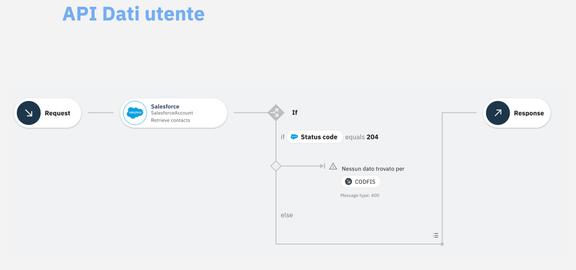 API Dati utente
Request
Salesforce
SalesforceAccount
Retrieve contacts
If
Response
if Status code equals 204
Nessun dato trovato per
CODFIS
Message type: 400
else